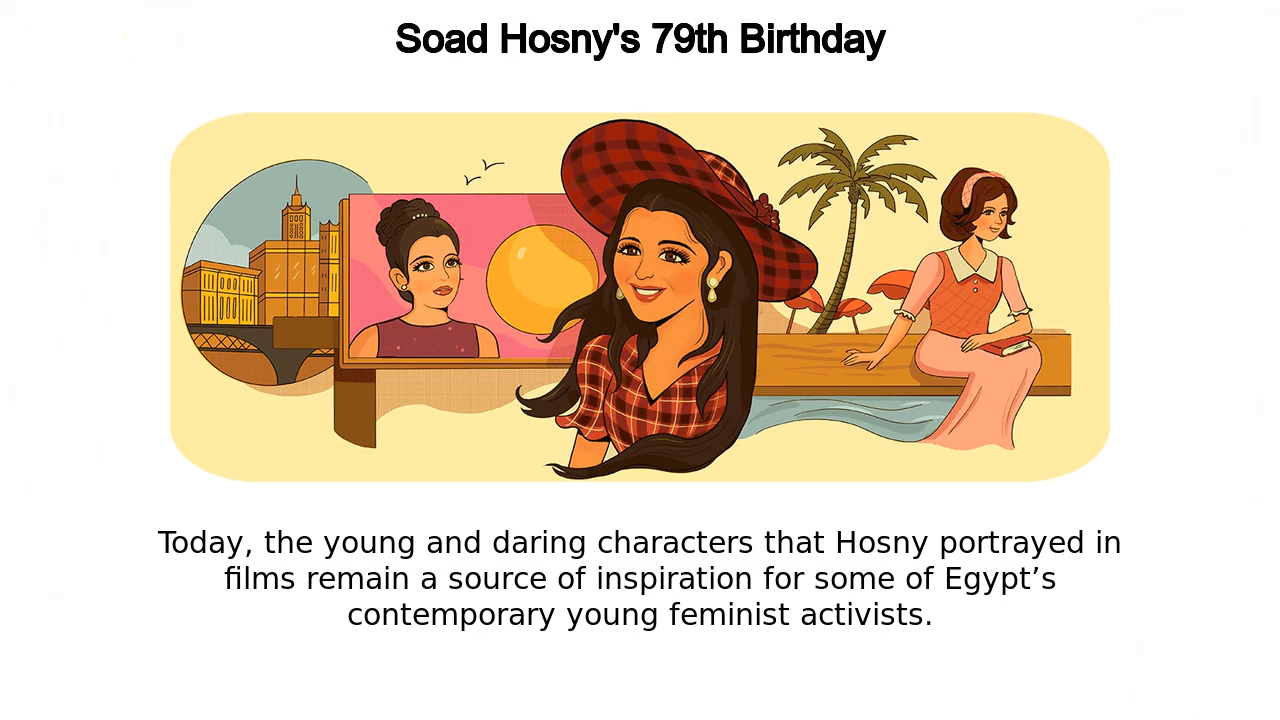 Soad Hosny's 79th Birthday
Today, the young and daring characters that Hosny portrayed in
films remain a source of inspiration for some of Egypt’s
contemporary young feminist activists.